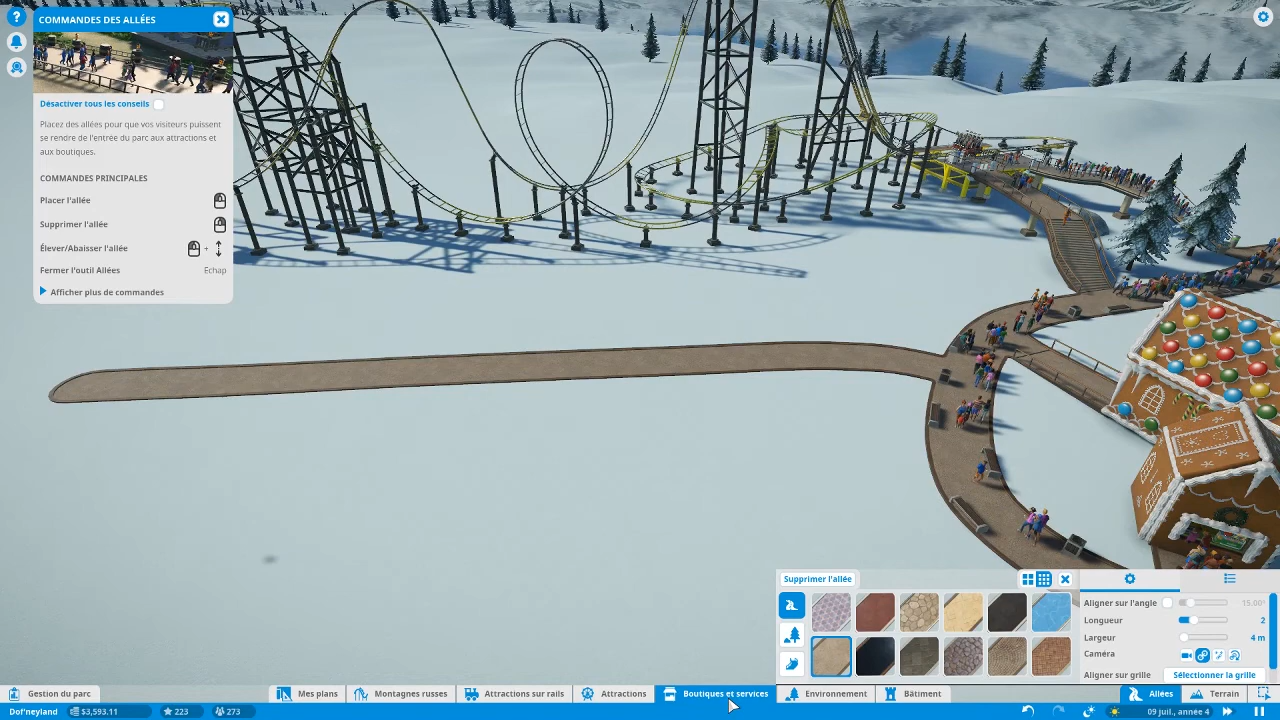 COMMANDES DES ALLÉES
Désactiver tous les conseils
Placez des allées pour que vos visiteurs puissent
se rendre de l'entrée du parc aux attractions et
aux boutiques.
COMMANDES PRINCIPALES
Placer l'allée
Supprimer l'allée
Élever/Abaisser l'allée +
Fermer l'outil Allées Echap
Afficher plus de commandes
Supprimer l'allée
Aligner sur l'angle 15.00°
Longueur 2
Largeur 4 m
Caméra
Aligner sur grille Sélectionner la grille
Gestion du parc
Mes plans
Montagnes russes
Attractions sur rails
Attractions
Boutiques et services
Environnement
Bâtiment
Allées
Terrain
Dof'neyland
$3,593.11
223
273
09 juil., année 4